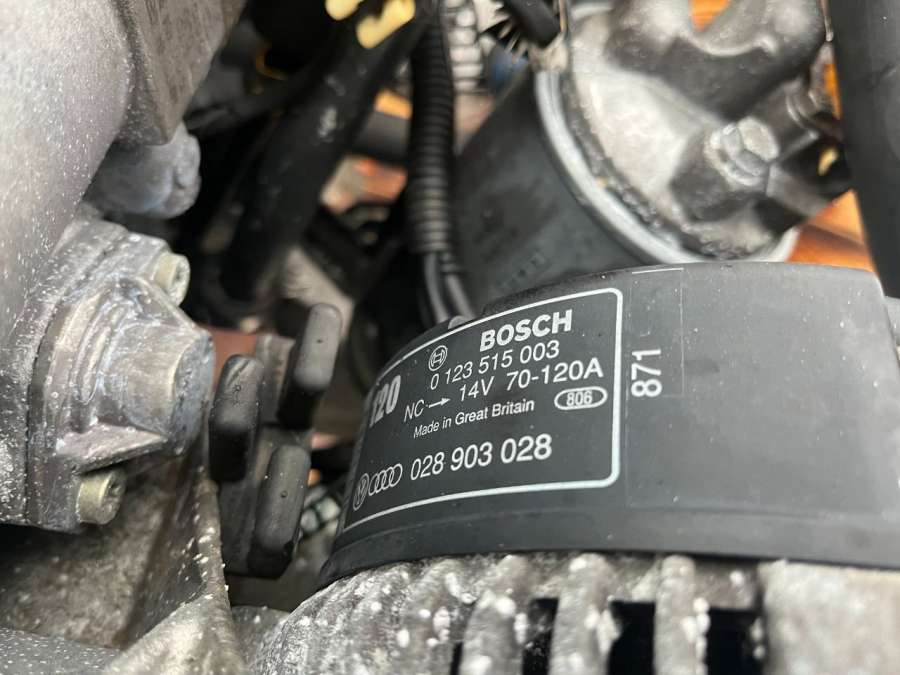 BOSCH
0 123 515 003
NC → 14V 70-120A
Made in Great Britain 806
028 903 028
120
871